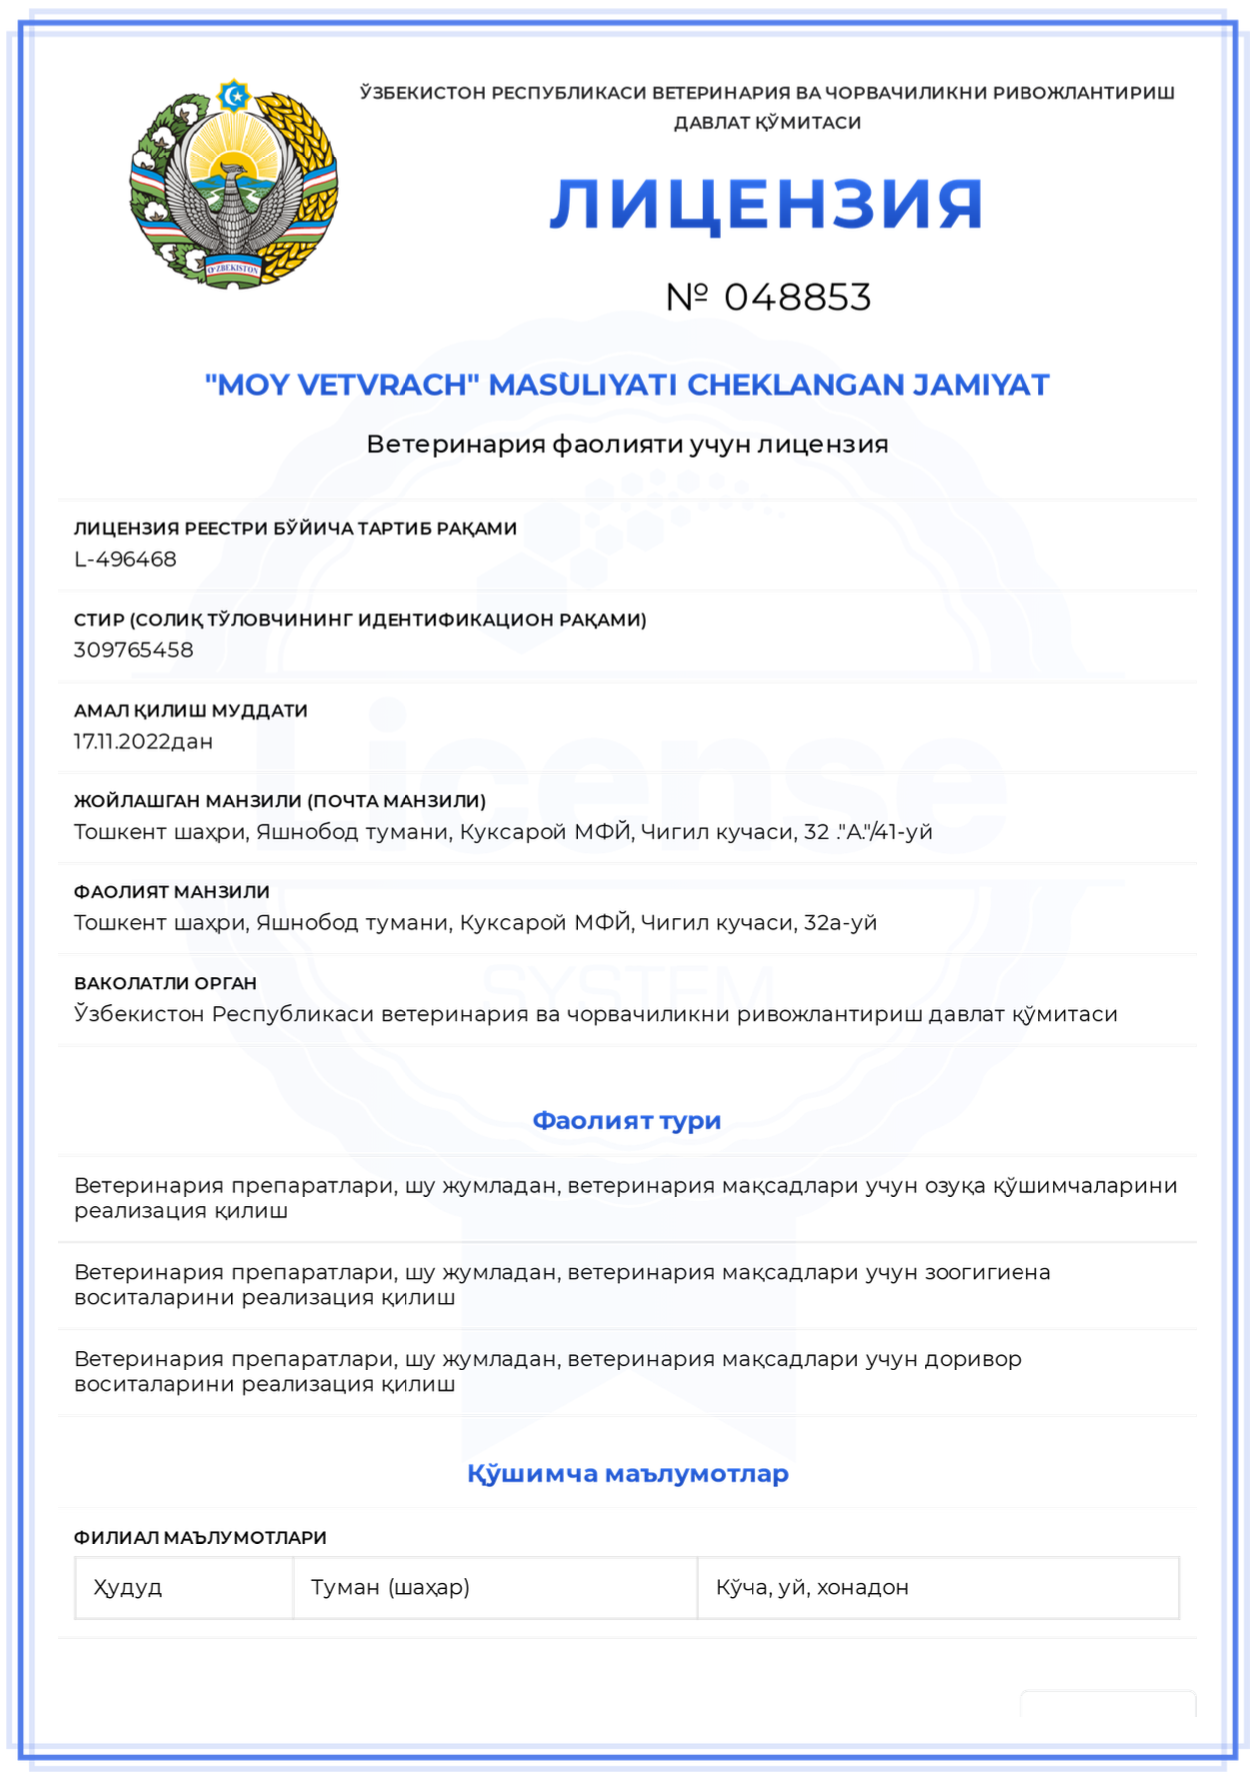 ЎЗБЕКИСТОН РЕСПУБЛИКАСИ ВЕТЕРИНАРИЯ ВА ЧОРВАЧИЛИКНИ РИВОЖЛАНТИРИШ
ДАВЛАТ ҚЎМИТАСИ
O'ZBEKISTON
ЛИЦЕНЗИЯ
№ 048853
"MOY VETVRACH" MASʼULIYATI CHEKLANGAN JAMIYAT
Ветеринария фаолияти учун лицензия
ЛИЦЕНЗИЯ РЕЕСТРИ БЎЙИЧА ТАРТИБ РАҚАМИ
L-496468
СТИР (СОЛИҚ ТЎЛОВЧИНИНГ ИДЕНТИФИКАЦИОН РАҚАМИ)
309765458
АМАЛ ҚИЛИШ МУДДАТИ
17.11.2022дан
License
ЖОЙЛАШГАН МАНЗИЛИ (ПОЧТА МАНЗИЛИ)
Тошкент шаҳри, Яшнобод тумани, Куксарой МФЙ, Чигил кучаси, 32 ."А."/41-уй
ФАОЛИЯТ МАНЗИЛИ
Тошкент шаҳри, Яшнобод тумани, Куксарой МФЙ, Чигил кучаси, 32а-уй
ВАКОЛАТЛИ ОРГАН
SYSTEM
Ўзбекистон Республикаси ветеринария ва чорвачиликни ривожлантириш давлат қўмитаси
Фаолият тури
Ветеринария препаратлари, шу жумладан, ветеринария мақсадлари учун озуқа қўшимчаларини
реализация қилиш
Ветеринария препаратлари, шу жумладан, ветеринария мақсадлари учун зоогигиена
воситаларини реализация қилиш
Ветеринария препаратлари, шу жумладан, ветеринария мақсадлари учун доривор
воситаларини реализация қилиш
Қўшимча маълумотлар
ФИЛИАЛ МАЪЛУМОТЛАРИ
Ҳудуд
Туман (шаҳар)
Кўча, уй, хонадон